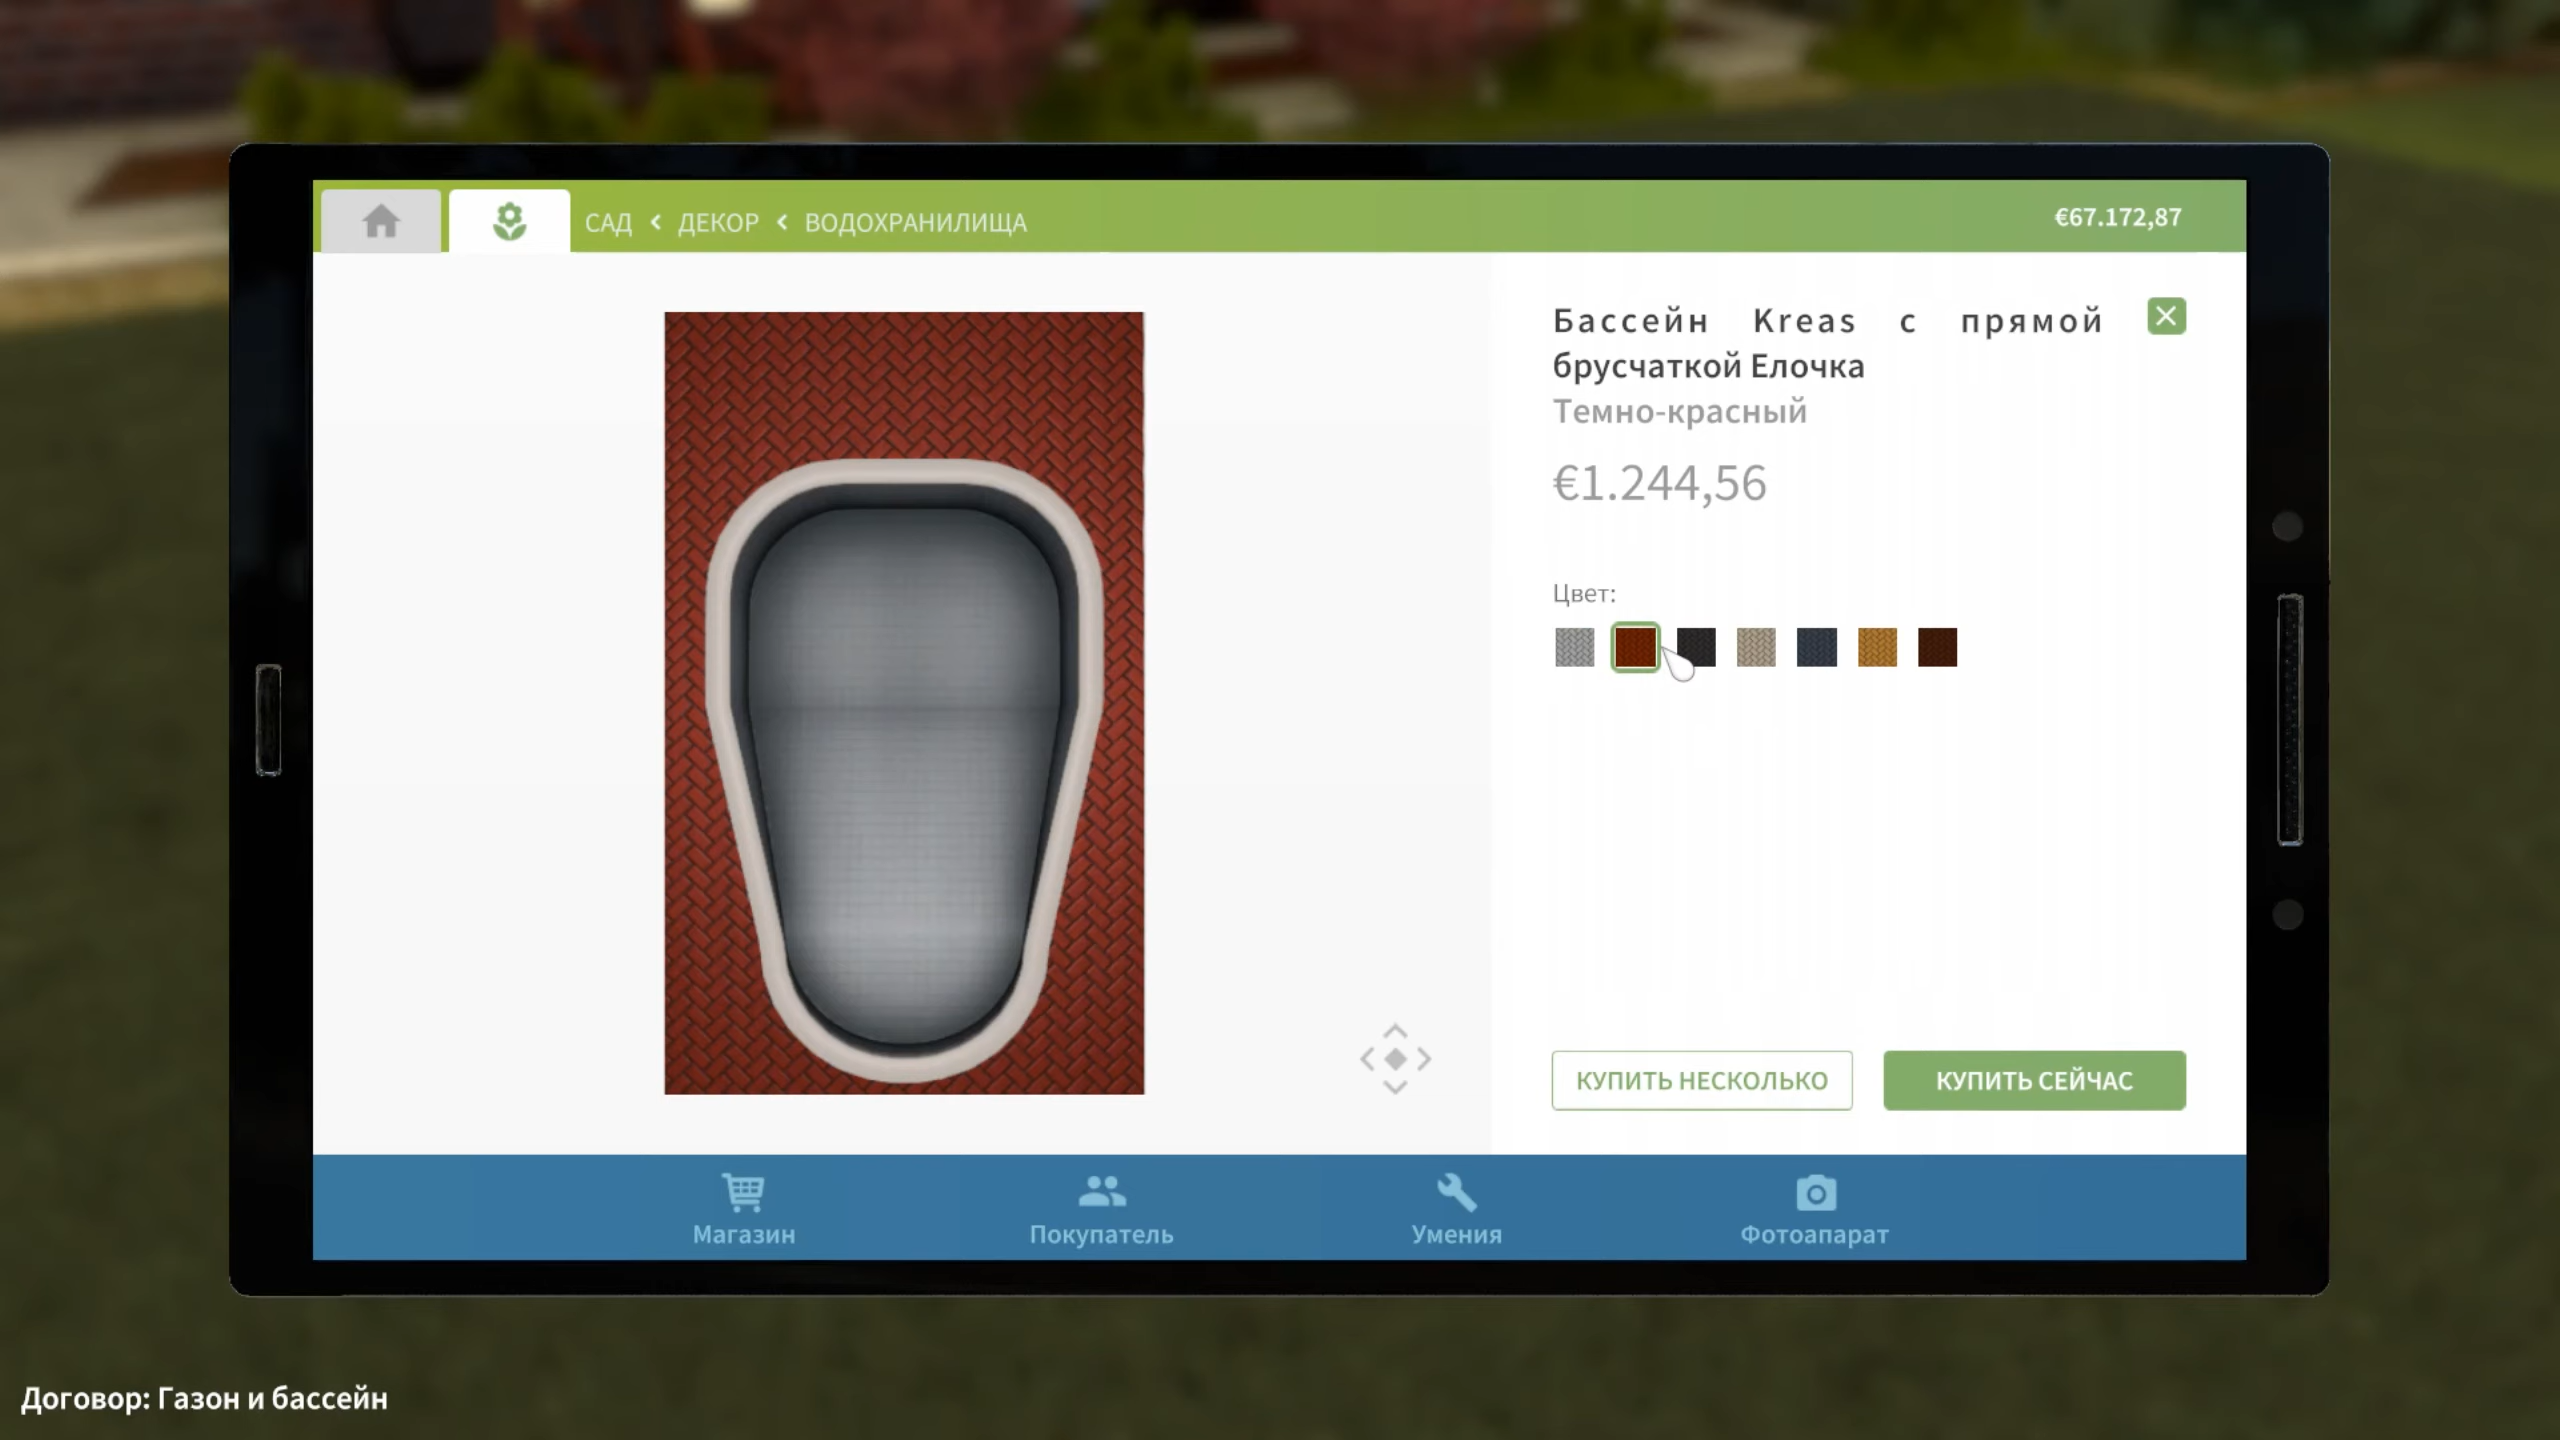 САД < ДЕКОР < ВОДОХРАНИЛИЩА
€67.172,87
Бассейн Kreas с прямой
брусчаткой Елочка
Темно-красный
€1.244,56
Цвет:
КУПИТЬ НЕСКОЛЬКО
КУПИТЬ СЕЙЧАС
Магазин
Покупатель
Умения
Фотоапарат
Договор: Газон и бассейн